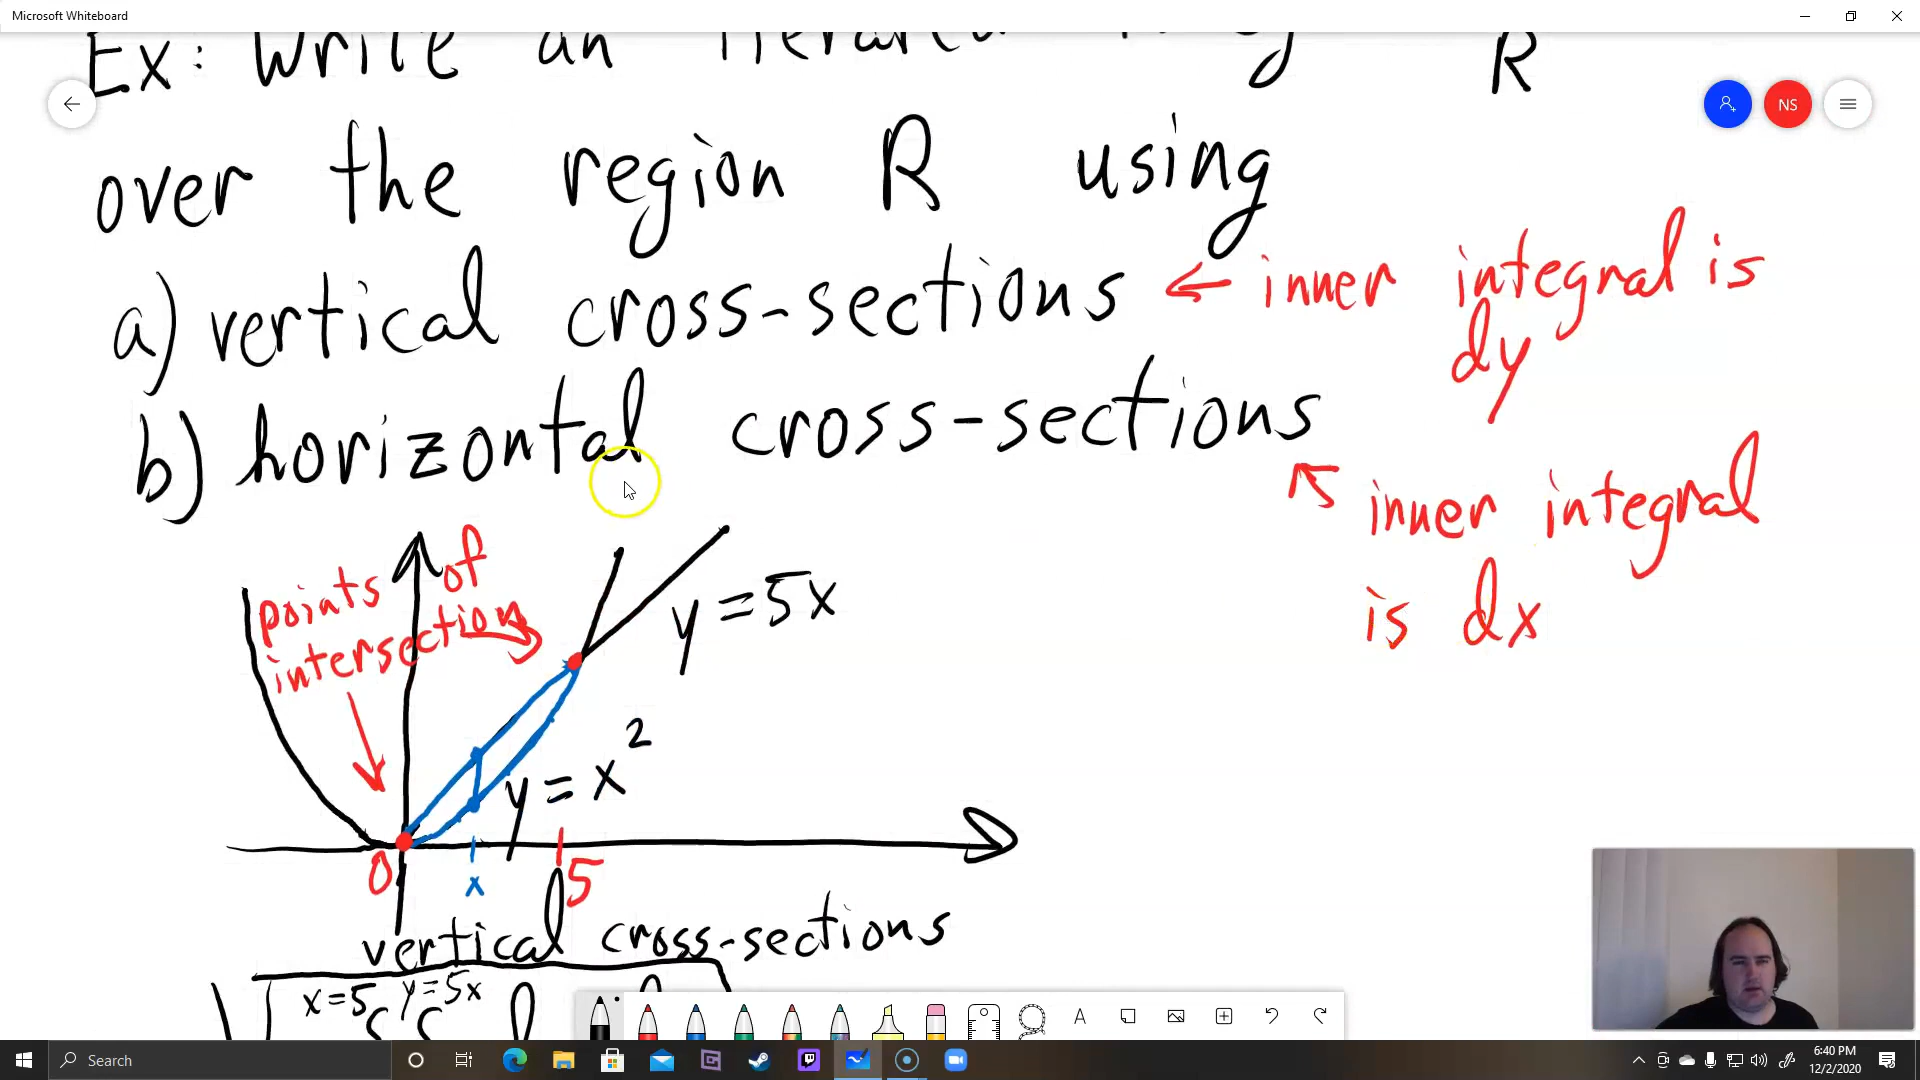 Microsoft Whiteboard
Ex: Write an R
over the region R using
a) vertical cross-sections ← inner integral is
dy
b) horizontal cross-sections
↖ inner integral
is dx
points of
intersection
y = 5x
y = x²
0 x 5
vertical cross-sections
x=5 y=5x
NS
A
Search
6:40 PM
12/2/2020